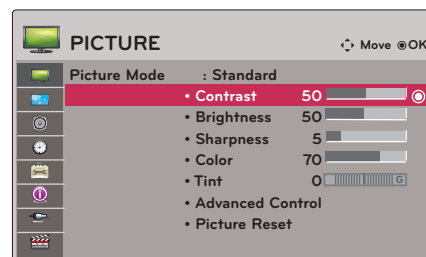 PICTURE
Move ◉OK
Picture Mode : Standard
• Contrast 50
• Brightness 50
• Sharpness 5
• Color 70
• Tint 0 G
• Advanced Control
• Picture Reset